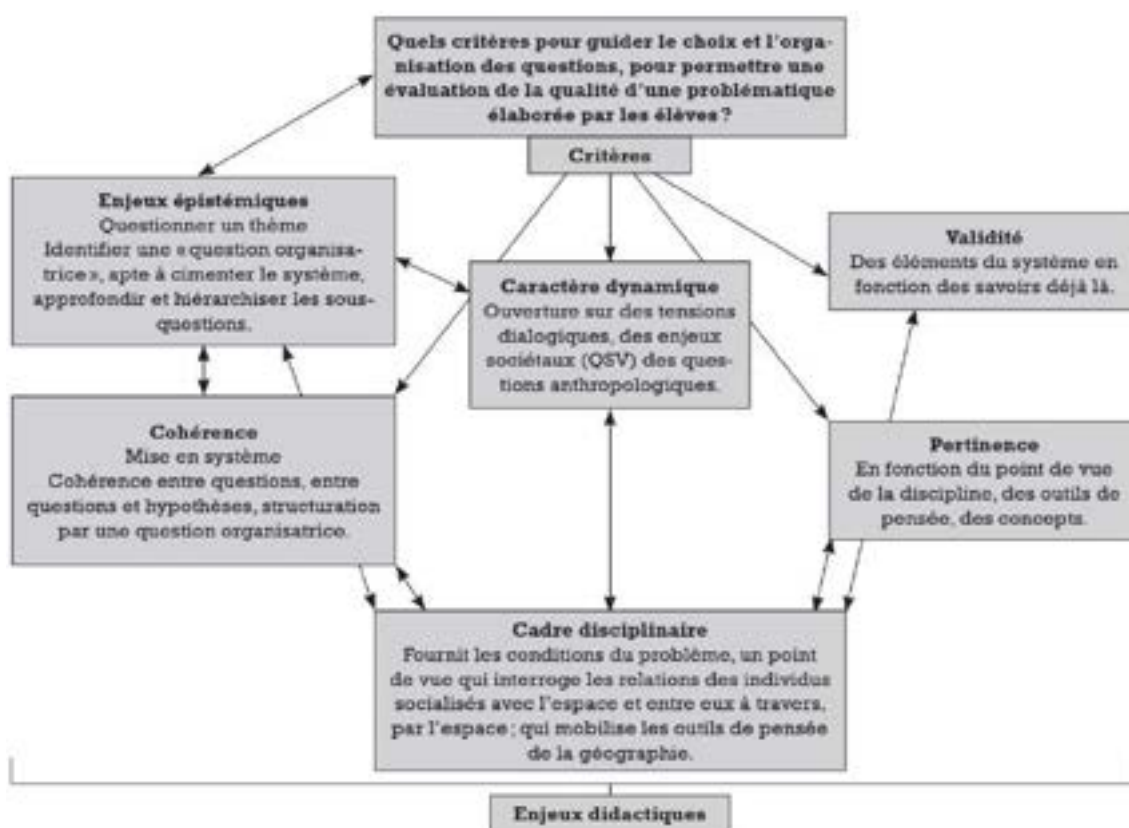 Quels critères pour guider le choix et l'orga-
nisation des questions, pour permettre une
évaluation de la qualité d'une problématique
élaborée par les élèves ?
Critères
Enjeux épistémiques
Questionner un thème
Identifier une « question organisa-
trice », apte à cimenter le système,
approfondir et hiérarchiser les sous-
questions.
Caractère dynamique
Ouverture sur des tensions
dialogiques, des enjeux
sociétaux (QSV) des ques-
tions anthropologiques.
Validité
Des éléments du système en
fonction des savoirs déjà là.
Cohérence
Mise en système
Cohérence entre questions, entre
questions et hypothèses, structuration
par une question organisatrice.
Pertinence
En fonction du point de vue
de la discipline, des outils de
pensée, des concepts.
Cadre disciplinaire
Fournit les conditions du problème, un point
de vue qui interroge les relations des individus
socialisés avec l'espace et entre eux à travers,
par l'espace ; qui mobilise les outils de pensée
de la géographie.
Enjeux didactiques